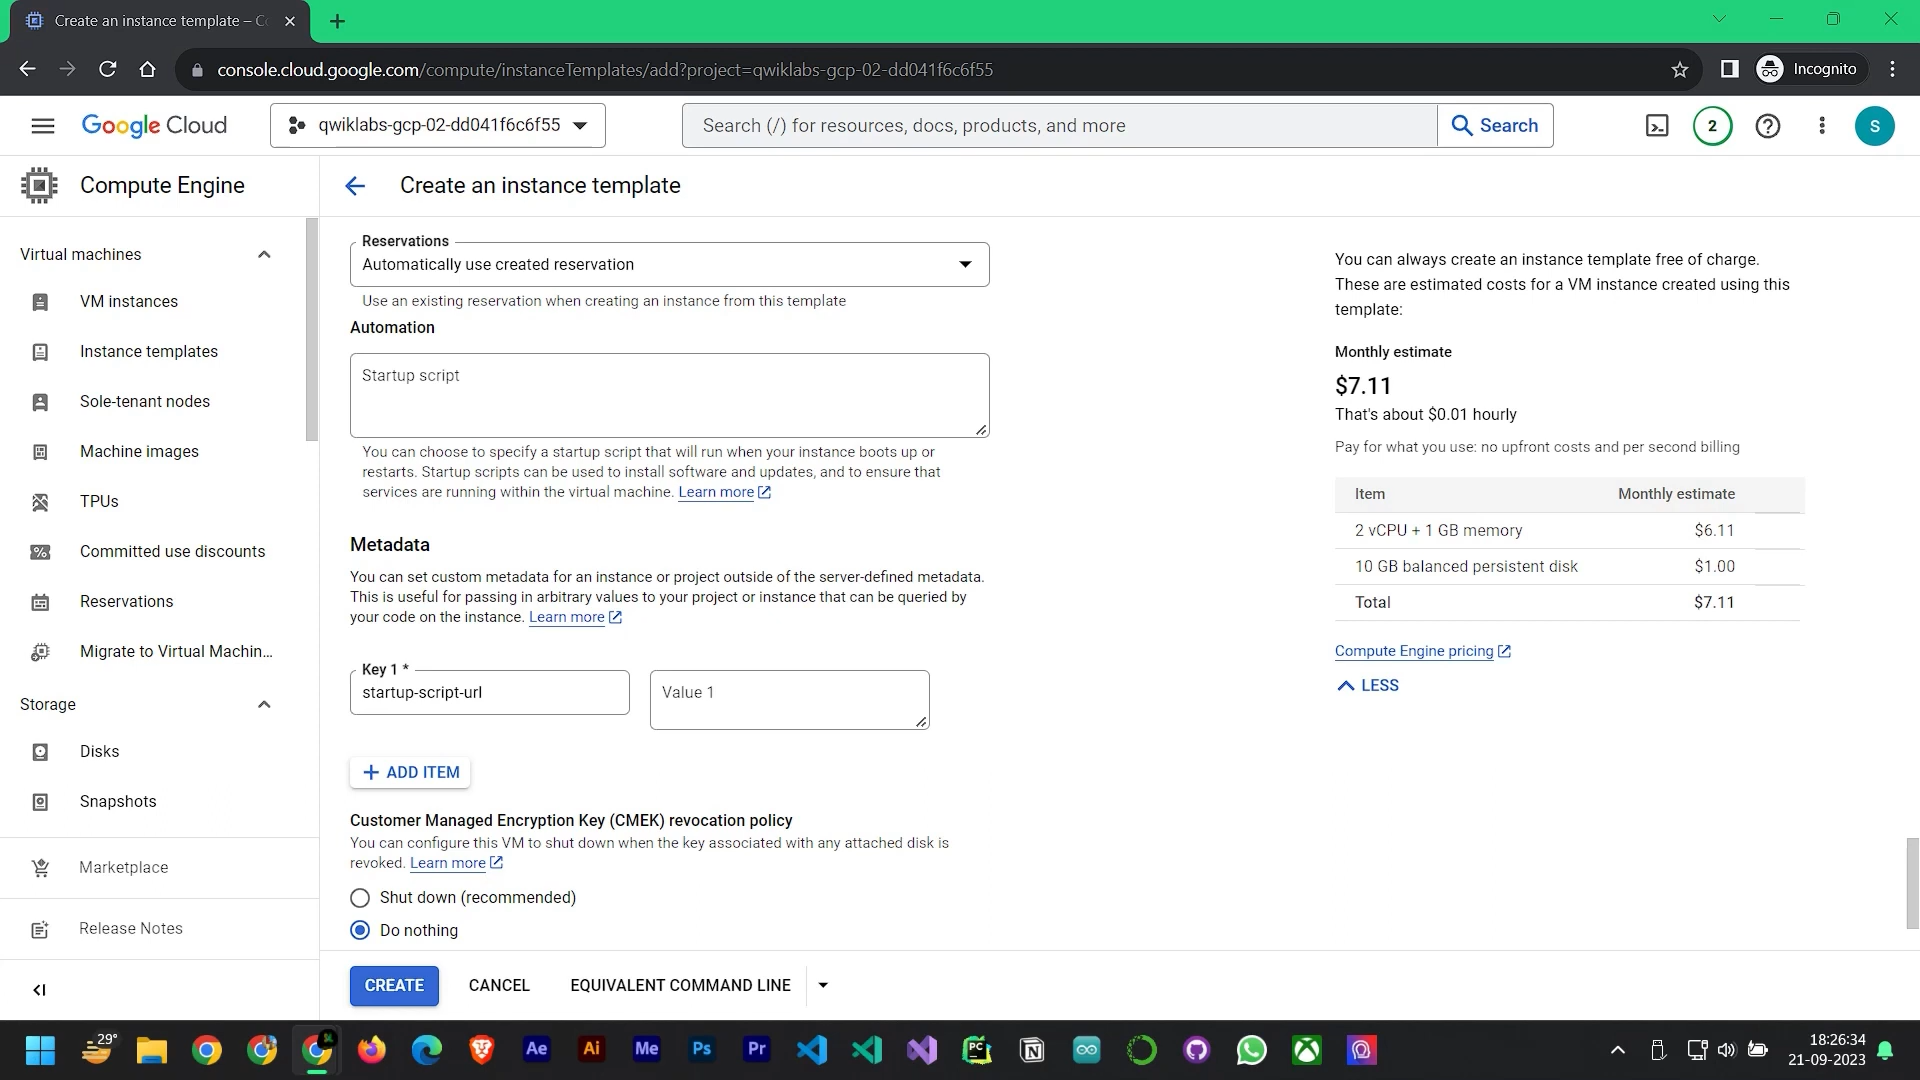 Create an instance template – Co
console.cloud.google.com/compute/instanceTemplates/add?project=qwiklabs-gcp-02-dd041f6c6f55
Incognito
Google Cloud
qwiklabs-gcp-02-dd041f6c6f55
Search (/) for resources, docs, products, and more
Search
2
S
Compute Engine
Create an instance template
Virtual machines
VM instances
Instance templates
Sole-tenant nodes
Machine images
TPUs
Committed use discounts
Reservations
Migrate to Virtual Machin...
Storage
Disks
Snapshots
Marketplace
Release Notes
Reservations
Automatically use created reservation
Use an existing reservation when creating an instance from this template
Automation
Startup script
You can choose to specify a startup script that will run when your instance boots up or
restarts. Startup scripts can be used to install software and updates, and to ensure that
services are running within the virtual machine. Learn more
Metadata
You can set custom metadata for an instance or project outside of the server-defined metadata.
This is useful for passing in arbitrary values to your project or instance that can be queried by
your code on the instance. Learn more
Key 1 *
startup-script-url
Value 1
ADD ITEM
Customer Managed Encryption Key (CMEK) revocation policy
You can configure this VM to shut down when the key associated with any attached disk is
revoked. Learn more
Shut down (recommended)
Do nothing
CREATE
CANCEL
EQUIVALENT COMMAND LINE
You can always create an instance template free of charge.
These are estimated costs for a VM instance created using this
template:
Monthly estimate
$7.11
That's about $0.01 hourly
Pay for what you use: no upfront costs and per second billing
Item Monthly estimate
2 vCPU + 1 GB memory $6.11
10 GB balanced persistent disk $1.00
Total $7.11
Compute Engine pricing
LESS
29°
Ae
Ai
Me
Ps
Pr
PC
N
18:26:34
21-09-2023